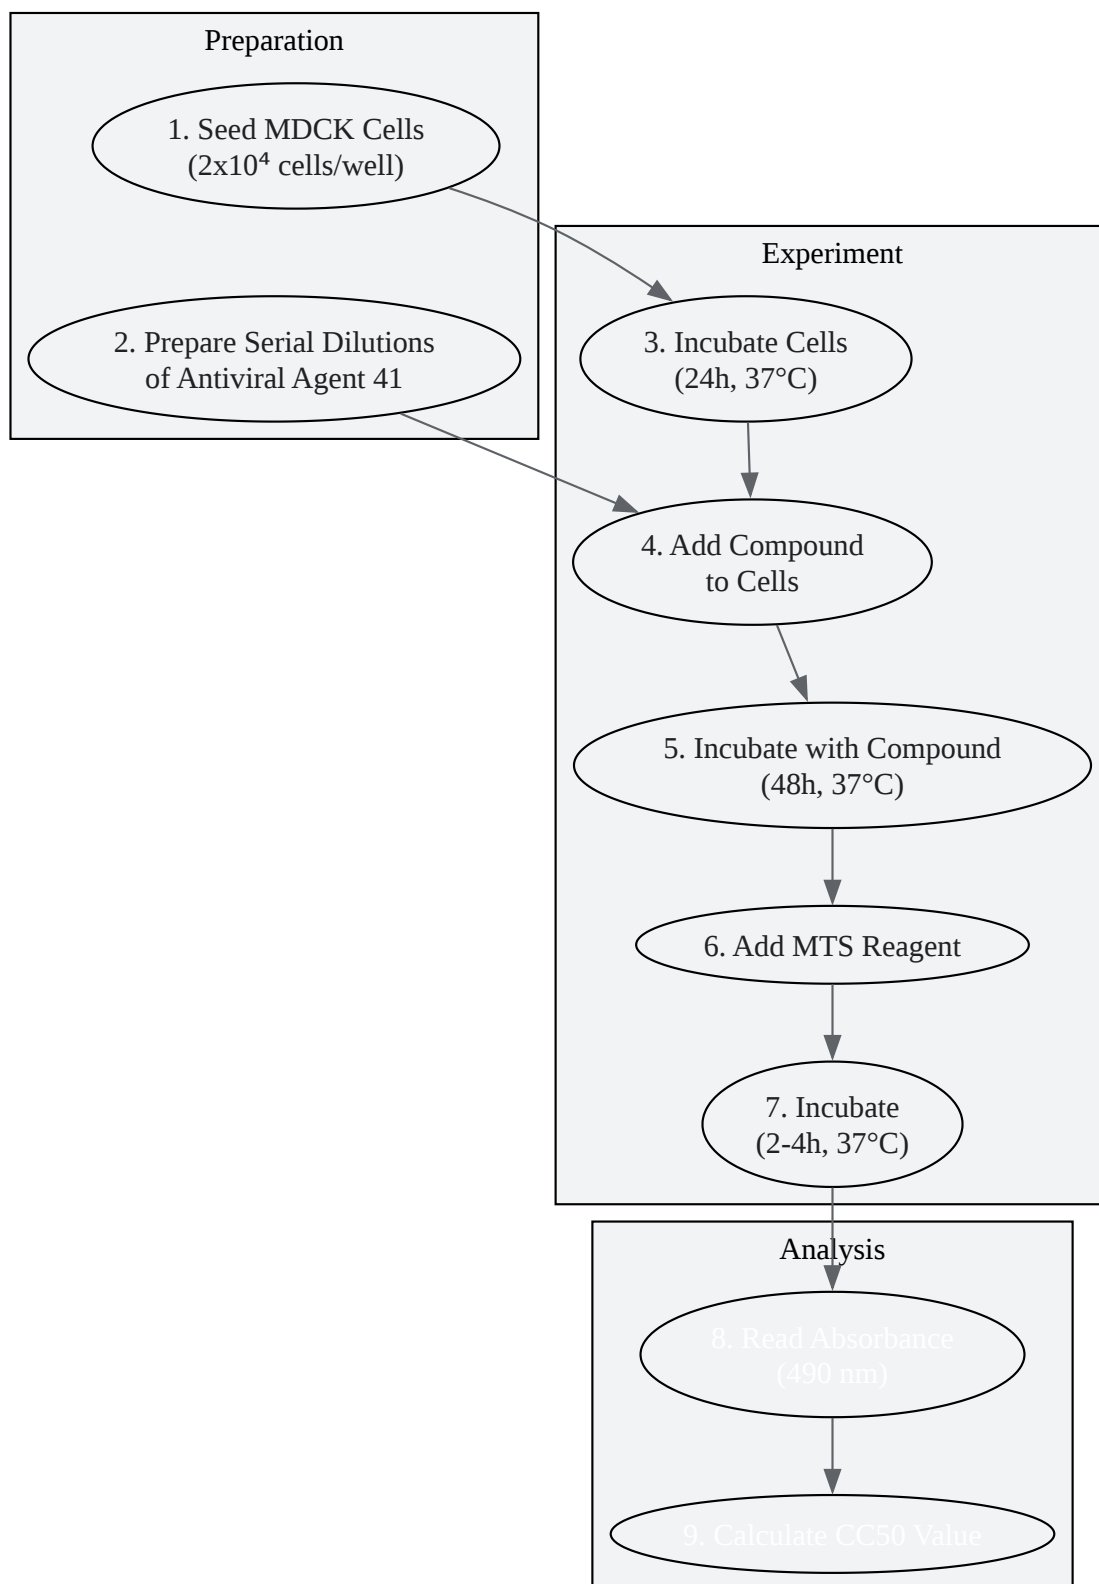 Preparation
1. Seed MDCK Cells
(2x10⁴ cells/well)
2. Prepare Serial Dilutions
of Antiviral Agent 41
Experiment
3. Incubate Cells
(24h, 37°C)
4. Add Compound
to Cells
5. Incubate with Compound
(48h, 37°C)
6. Add MTS Reagent
7. Incubate
(2-4h, 37°C)
Analysis
8. Read Absorbance
(490 nm)
9. Calculate CC50 Value